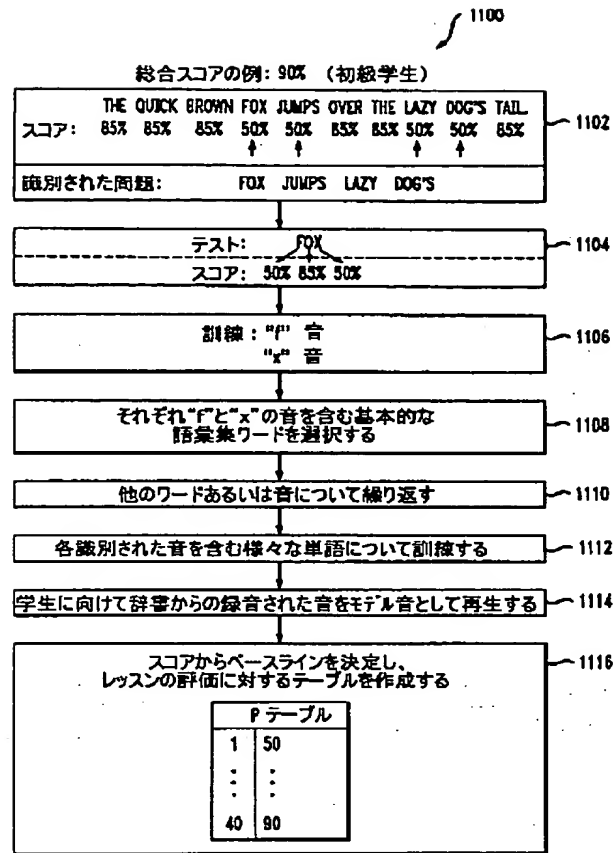 1100
総合スコアの例: 90% (初級学生)
THE QUICK BROWN FOX JUMPS OVER THE LAZY DOG'S TAIL.
スコア: 85% 85% 85% 50% 50% 85% 85% 50% 50% 85%
1102
識別された問題: FOX JUMPS LAZY DOG'S
テスト: FOX
1104
スコア: 50% 85% 50%
訓練: "f" 音
1106
"x" 音
それぞれ"f"と"x"の音を含む基本的な
1108
語彙集ワードを選択する
他のワードあるいは音について繰り返す
1110
各識別された音を含む様々な単語について訓練する
1112
学生に向けて辞書からの録音された音をモデル音として再生する
1114
スコアからベースラインを決定し、
1116
レッスンの評価に対するテーブルを作成する
P テーブル
1 50
40 90